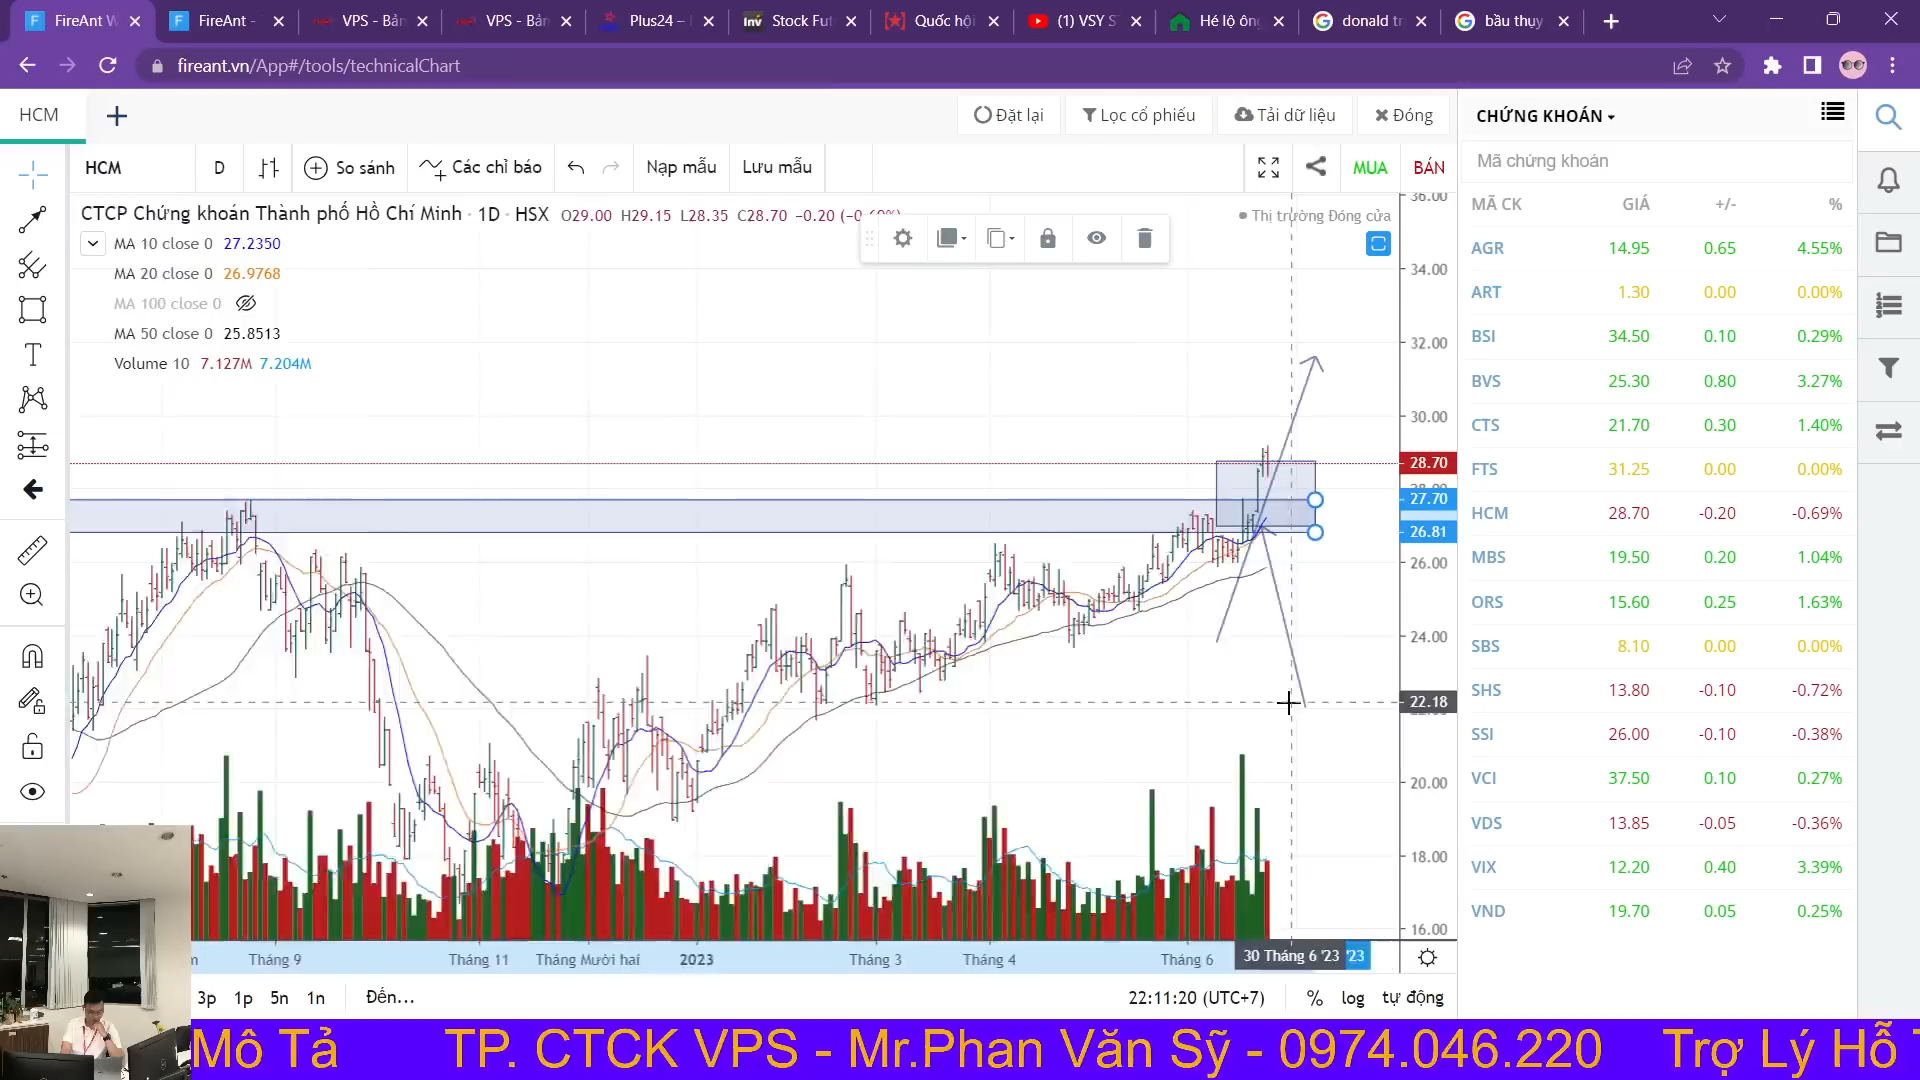 FireAnt W
FireAnt -
VPS - Bản
VPS - Bản
Plus24 –
Stock Fut
Quốc hội
(1) VSY S
Hé lộ ôn
donald tr
bầu thụy
fireant.vn/App#/tools/technicalChart
HCM
Đặt lại
Lọc cổ phiếu
Tải dữ liệu
Đóng
HCM
D
So sánh
Các chỉ báo
Nạp mẫu
Lưu mẫu
MUA
BÁN
CTCP Chứng khoán Thành phố Hồ Chí Minh · 1D · HSX O29.00 H29.15 L28.35 C28.70 −0.20 (−0.69%)
Thị trường Đóng cửa
MA 10 close 0 27.2350
MA 20 close 0 26.9768
MA 100 close 0
MA 50 close 0 25.8513
Volume 10 7.127M 7.204M
36.00
34.00
32.00
30.00
28.70
27.70
26.81
26.00
24.00
22.18
20.00
18.00
16.00
Tháng 9
Tháng 11
Tháng Mười hai
2023
Tháng 3
Tháng 4
Tháng 6
30 Tháng 6 '23
'23
3p 1p 5n 1n
Đến...
22:11:20 (UTC+7)
% log tự động
CHỨNG KHOÁN
Mã chứng khoán
MÃ CK GIÁ +/- %
AGR 14.95 0.65 4.55%
ART 1.30 0.00 0.00%
BSI 34.50 0.10 0.29%
BVS 25.30 0.80 3.27%
CTS 21.70 0.30 1.40%
FTS 31.25 0.00 0.00%
HCM 28.70 -0.20 -0.69%
MBS 19.50 0.20 1.04%
ORS 15.60 0.25 1.63%
SBS 8.10 0.00 0.00%
SHS 13.80 -0.10 -0.72%
SSI 26.00 -0.10 -0.38%
VCI 37.50 0.10 0.27%
VDS 13.85 -0.05 -0.36%
VIX 12.20 0.40 3.39%
VND 19.70 0.05 0.25%
Mô Tả TP. CTCK VPS - Mr.Phan Văn Sỹ - 0974.046.220 Trợ Lý Hỗ